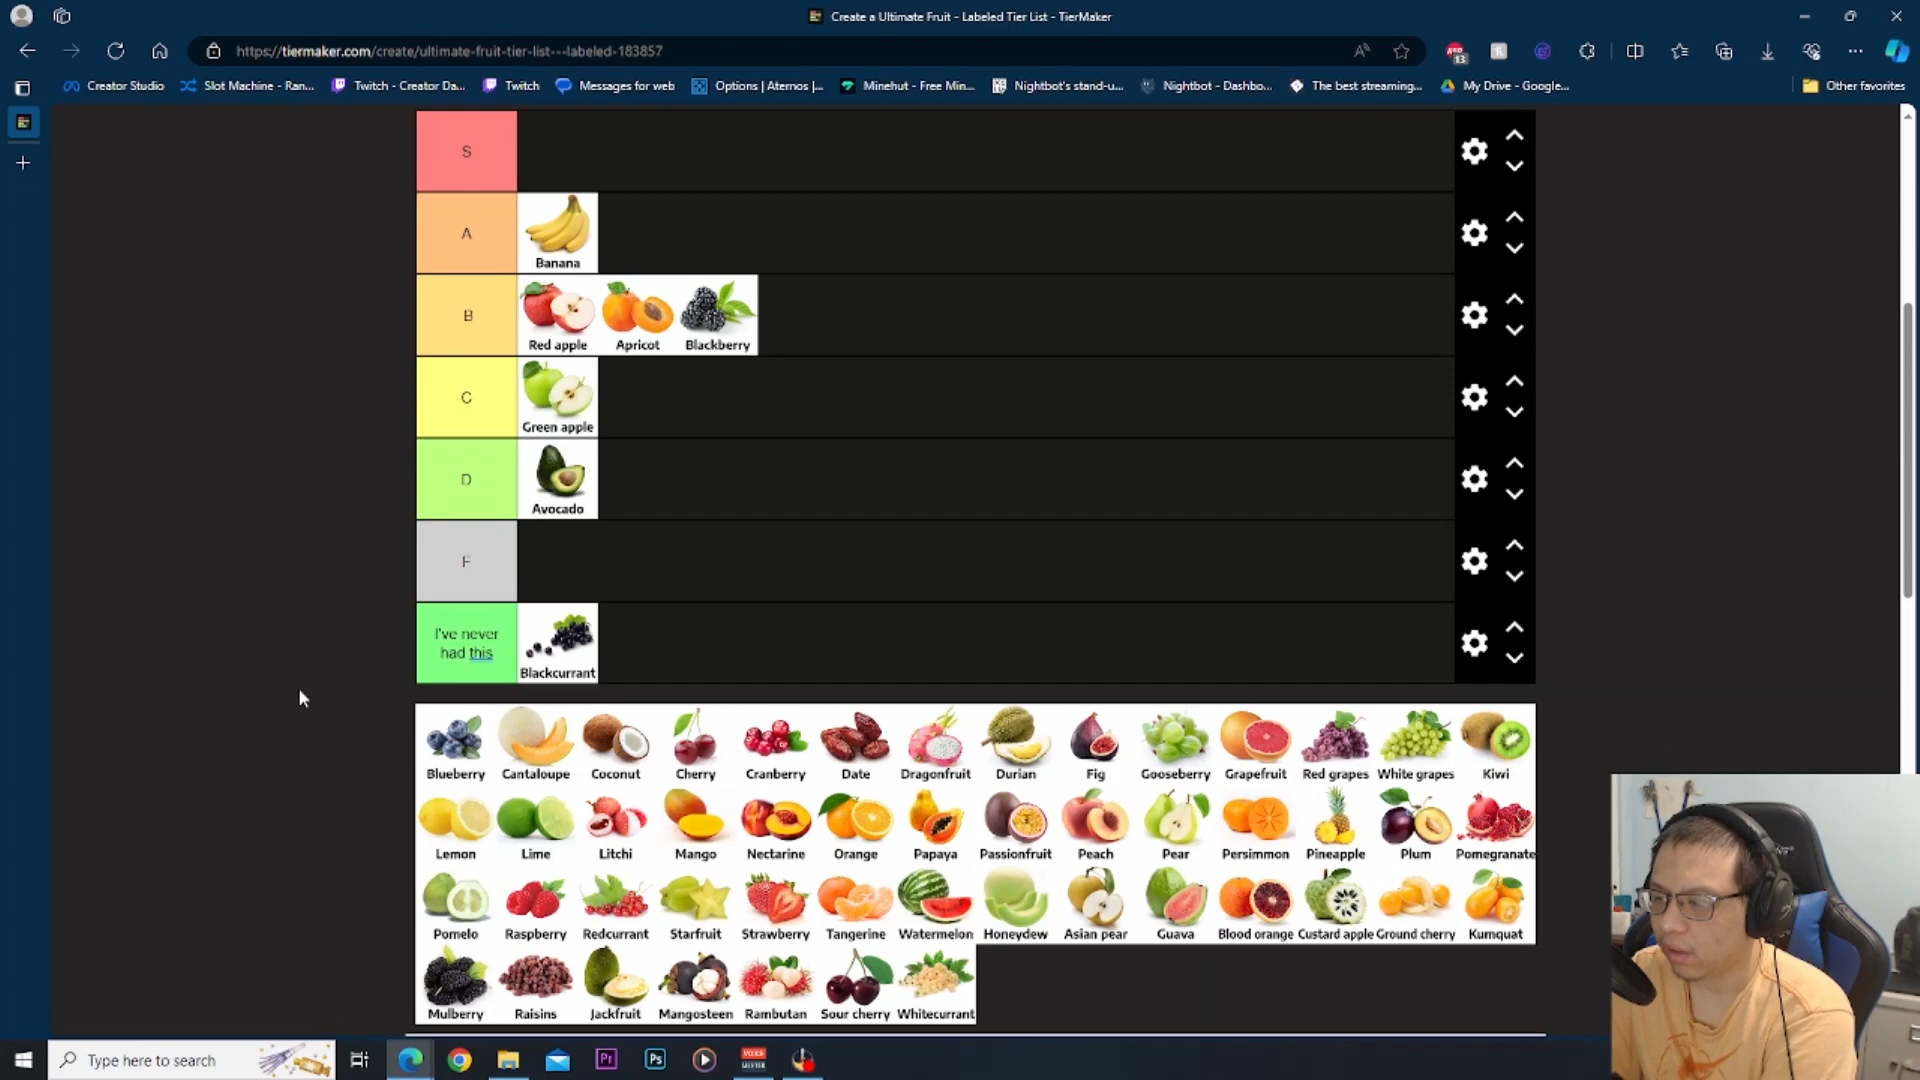 Create a Ultimate Fruit - Labeled Tier List - TierMaker
https://tiermaker.com/create/ultimate-fruit-tier-list---labeled-183857
13
Creator Studio
Slot Machine - Ran...
Twitch - Creator Da...
Twitch
Messages for web
Options | Aternos |...
Minehut - Free Min...
Nightbot's stand-u...
Nightbot - Dashbo...
The best streaming...
My Drive - Google...
Other favorites
S
A
Banana
B
Red apple Apricot Blackberry
C
Green apple
D
Avocado
F
I've never
had this
Blackcurrant
Blueberry Cantaloupe Coconut Cherry Cranberry Date Dragonfruit Durian Fig Gooseberry Grapefruit Red grapes White grapes Kiwi
Lemon Lime Litchi Mango Nectarine Orange Papaya Passionfruit Peach Pear Persimmon Pineapple Plum Pomegranate
Pomelo Raspberry Redcurrant Starfruit Strawberry Tangerine Watermelon Honeydew Asian pear Guava Blood orange Custard apple Ground cherry Kumquat
Mulberry Raisins Jackfruit Mangosteen Rambutan Sour cherry Whitecurrant
Type here to search
Pr
Ps